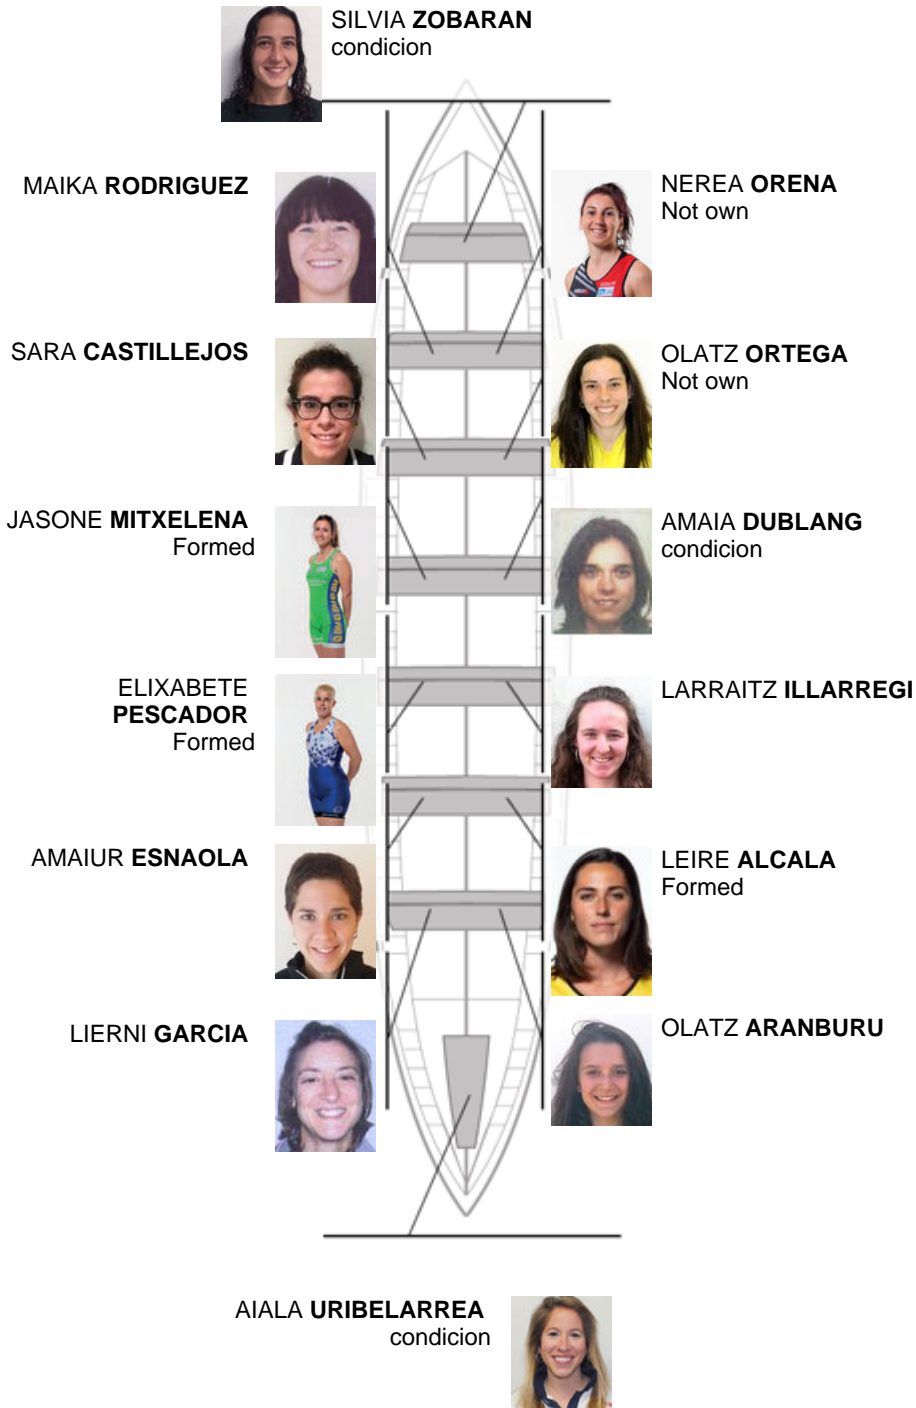 SILVIA ZOBARAN
condicion
MAIKA RODRIGUEZ
NEREA ORENA
Not own
SARA CASTILLEJOS
OLATZ ORTEGA
Not own
JASONE MITXELENA
Formed
AMAIA DUBLANG
condicion
ELIXABETE
PESCADOR
Formed
LARRAITZ ILLARREGI
AMAIUR ESNAOLA
LEIRE ALCALA
Formed
LIERNI GARCIA
OLATZ ARANBURU
AIALA URIBELARREA
condicion